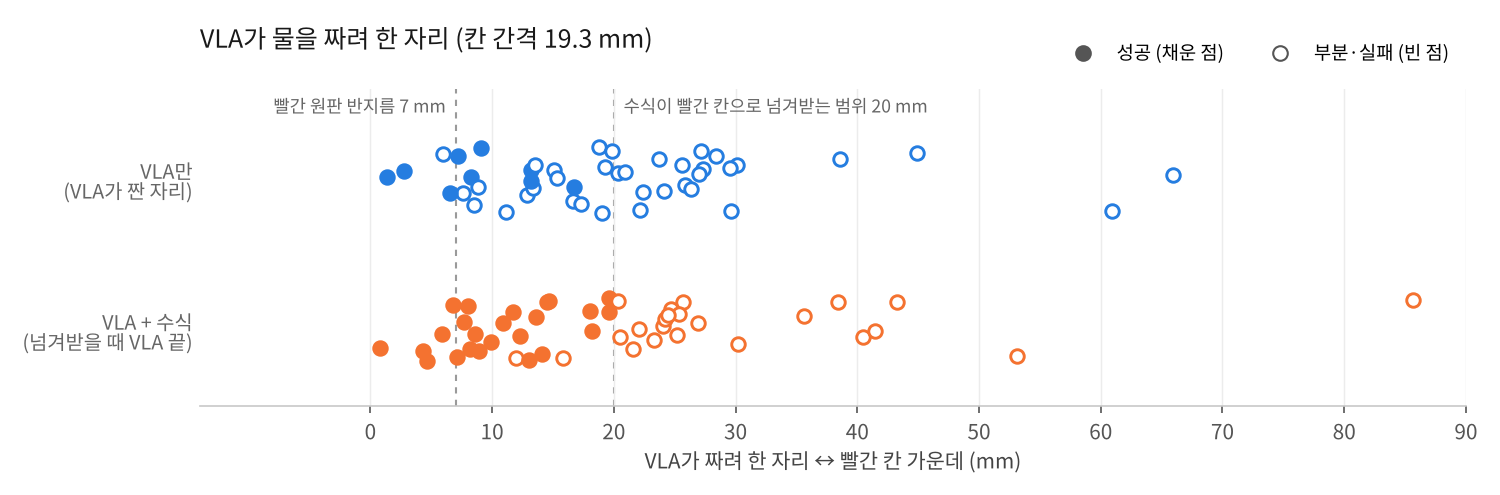 VLA가 물을 짜려 한 자리 (칸 간격 19.3 mm)
성공 (채운 점)
부분·실패 (빈 점)
빨간 원판 반지름 7 mm
수식이 빨간 칸으로 넘겨받는 범위 20 mm
VLA만
(VLA가 짠 자리)
VLA + 수식
(넘겨받을 때 VLA 끝)
0 10 20 30 40 50 60 70 80 90
VLA가 짜려 한 자리 ↔ 빨간 칸 가운데 (mm)